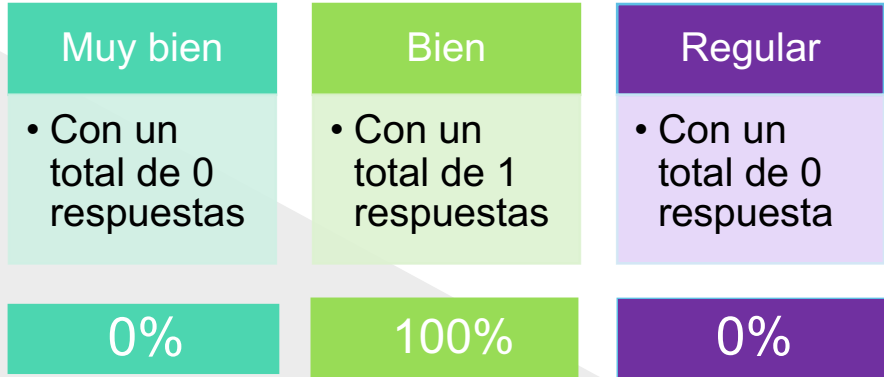 Muy bien
• Con un
total de 0
respuestas
0%
Bien
• Con un
total de 1
respuestas
100%
Regular
• Con un
total de 0
respuesta
0%